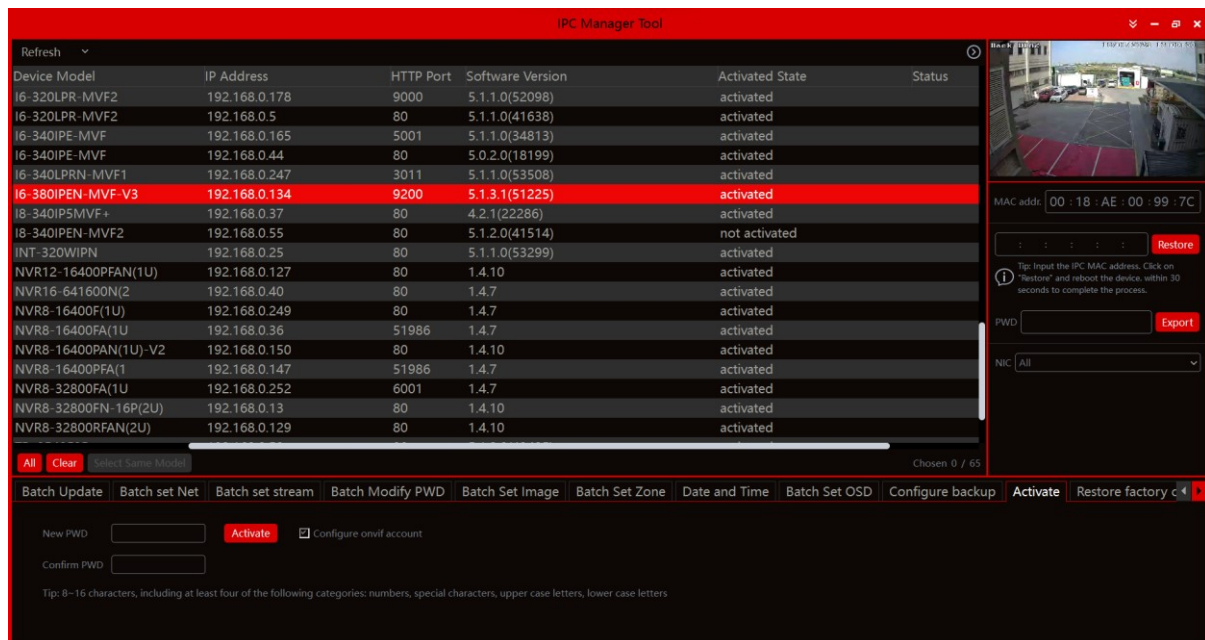 IPC Manager Tool
Refresh
Device Model IP Address HTTP Port Software Version Activated State Status
I6-320LPR-MVF2 192.168.0.178 9000 5.1.1.0(52098) activated
I6-320LPR-MVF2 192.168.0.5 80 5.1.1.0(41638) activated
I6-340IPE-MVF 192.168.0.165 5001 5.1.1.0(34813) activated
I6-340IPE-MVF 192.168.0.44 80 5.0.2.0(18199) activated
I6-340LPRN-MVF1 192.168.0.247 3011 5.1.1.0(53508) activated
I6-380IPEN-MVF-V3 192.168.0.134 9200 5.1.3.1(51225) activated
I8-340IP5MVF+ 192.168.0.37 80 4.2.1(22286) activated
I8-340IPEN-MVF2 192.168.0.55 80 5.1.2.0(41514) not activated
INT-320WIPN 192.168.0.25 80 5.1.1.0(53299) activated
NVR12-16400PFAN(1U) 192.168.0.127 80 1.4.10 activated
NVR16-641600N(2 192.168.0.40 80 1.4.7 activated
NVR8-16400F(1U) 192.168.0.249 80 1.4.7 activated
NVR8-16400FA(1U 192.168.0.36 51986 1.4.7 activated
NVR8-16400PAN(1U)-V2 192.168.0.150 80 1.4.10 activated
NVR8-16400PFA(1 192.168.0.147 51986 1.4.7 activated
NVR8-32800FA(1U 192.168.0.252 6001 1.4.7 activated
NVR8-32800FN-16P(2U) 192.168.0.13 80 1.4.10 activated
NVR8-32800RFAN(2U) 192.168.0.129 80 1.4.10 activated
All Clear Select Same Model Chosen 0 / 65
MAC addr. 00 : 18 : AE : 00 : 99 : 7C
: : : : : Restore
Tip: Input the IPC MAC address. Click on
"Restore" and reboot the device. within 30
seconds to complete the process.
PWD Export
NIC All
Batch Update Batch set Net Batch set stream Batch Modify PWD Batch Set Image Batch Set Zone Date and Time Batch Set OSD Configure backup Activate Restore factory
New PWD Activate Configure onvif account
Confirm PWD
Tip: 8~16 characters, including at least four of the following categories: numbers, special characters, upper case letters, lower case letters